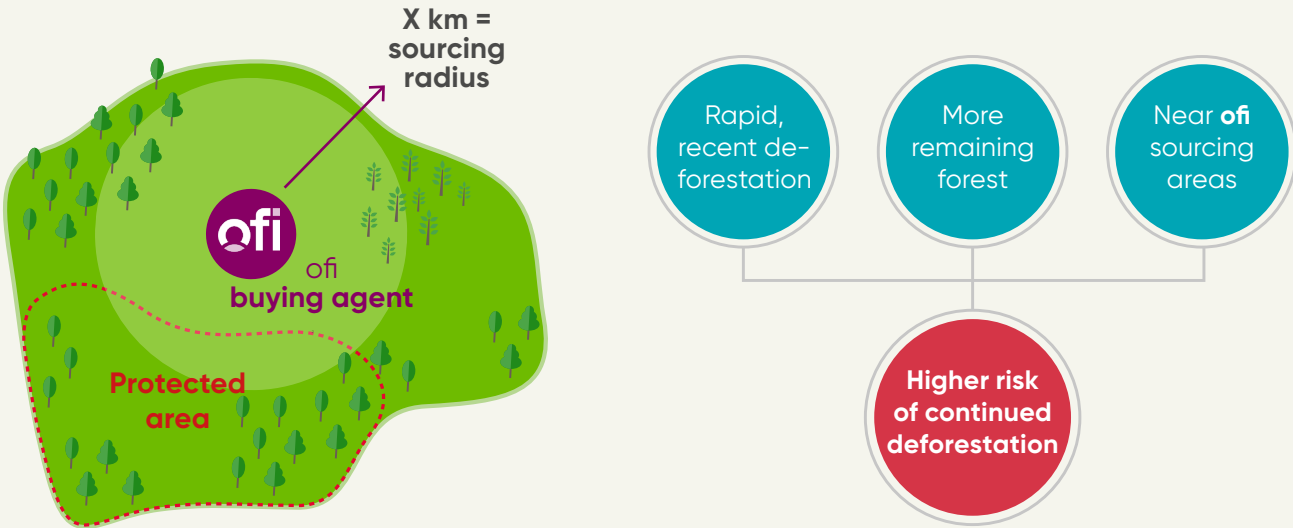 X km =
sourcing
radius
ofi
ofi
buying agent
Protected
area
Rapid,
recent de-
forestation
More
remaining
forest
Near ofi
sourcing
areas
Higher risk
of continued
deforestation